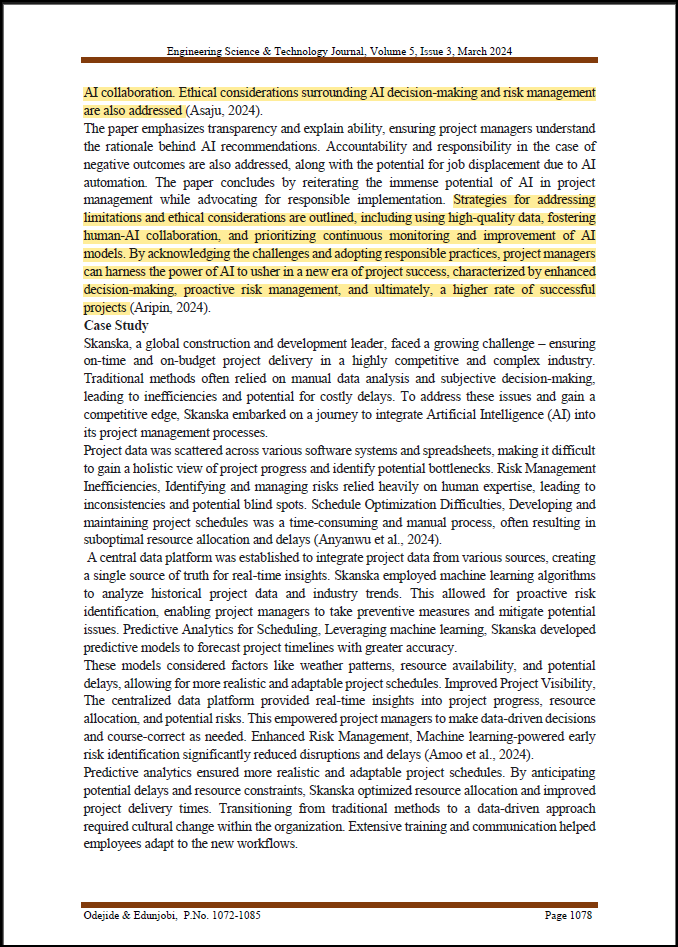 Engineering Science & Technology Journal, Volume 5, Issue 3, March 2024
AI collaboration. Ethical considerations surrounding AI decision-making and risk management
are also addressed (Asaju, 2024).
The paper emphasizes transparency and explain ability, ensuring project managers understand
the rationale behind AI recommendations. Accountability and responsibility in the case of
negative outcomes are also addressed, along with the potential for job displacement due to AI
automation. The paper concludes by reiterating the immense potential of AI in project
management while advocating for responsible implementation. Strategies for addressing
limitations and ethical considerations are outlined, including using high-quality data, fostering
human-AI collaboration, and prioritizing continuous monitoring and improvement of AI
models. By acknowledging the challenges and adopting responsible practices, project managers
can harness the power of AI to usher in a new era of project success, characterized by enhanced
decision-making, proactive risk management, and ultimately, a higher rate of successful
projects (Aripin, 2024).
Case Study
Skanska, a global construction and development leader, faced a growing challenge – ensuring
on-time and on-budget project delivery in a highly competitive and complex industry.
Traditional methods often relied on manual data analysis and subjective decision-making,
leading to inefficiencies and potential for costly delays. To address these issues and gain a
competitive edge, Skanska embarked on a journey to integrate Artificial Intelligence (AI) into
its project management processes.
Project data was scattered across various software systems and spreadsheets, making it difficult
to gain a holistic view of project progress and identify potential bottlenecks. Risk Management
Inefficiencies, Identifying and managing risks relied heavily on human expertise, leading to
inconsistencies and potential blind spots. Schedule Optimization Difficulties, Developing and
maintaining project schedules was a time-consuming and manual process, often resulting in
suboptimal resource allocation and delays (Anyanwu et al., 2024).
A central data platform was established to integrate project data from various sources, creating
a single source of truth for real-time insights. Skanska employed machine learning algorithms
to analyze historical project data and industry trends. This allowed for proactive risk
identification, enabling project managers to take preventive measures and mitigate potential
issues. Predictive Analytics for Scheduling, Leveraging machine learning, Skanska developed
predictive models to forecast project timelines with greater accuracy.
These models considered factors like weather patterns, resource availability, and potential
delays, allowing for more realistic and adaptable project schedules. Improved Project Visibility,
The centralized data platform provided real-time insights into project progress, resource
allocation, and potential risks. This empowered project managers to make data-driven decisions
and course-correct as needed. Enhanced Risk Management, Machine learning-powered early
risk identification significantly reduced disruptions and delays (Amoo et al., 2024).
Predictive analytics ensured more realistic and adaptable project schedules. By anticipating
potential delays and resource constraints, Skanska optimized resource allocation and improved
project delivery times. Transitioning from traditional methods to a data-driven approach
required cultural change within the organization. Extensive training and communication helped
employees adapt to the new workflows.
Odejide & Edunjobi, P.No. 1072-1085 Page 1078